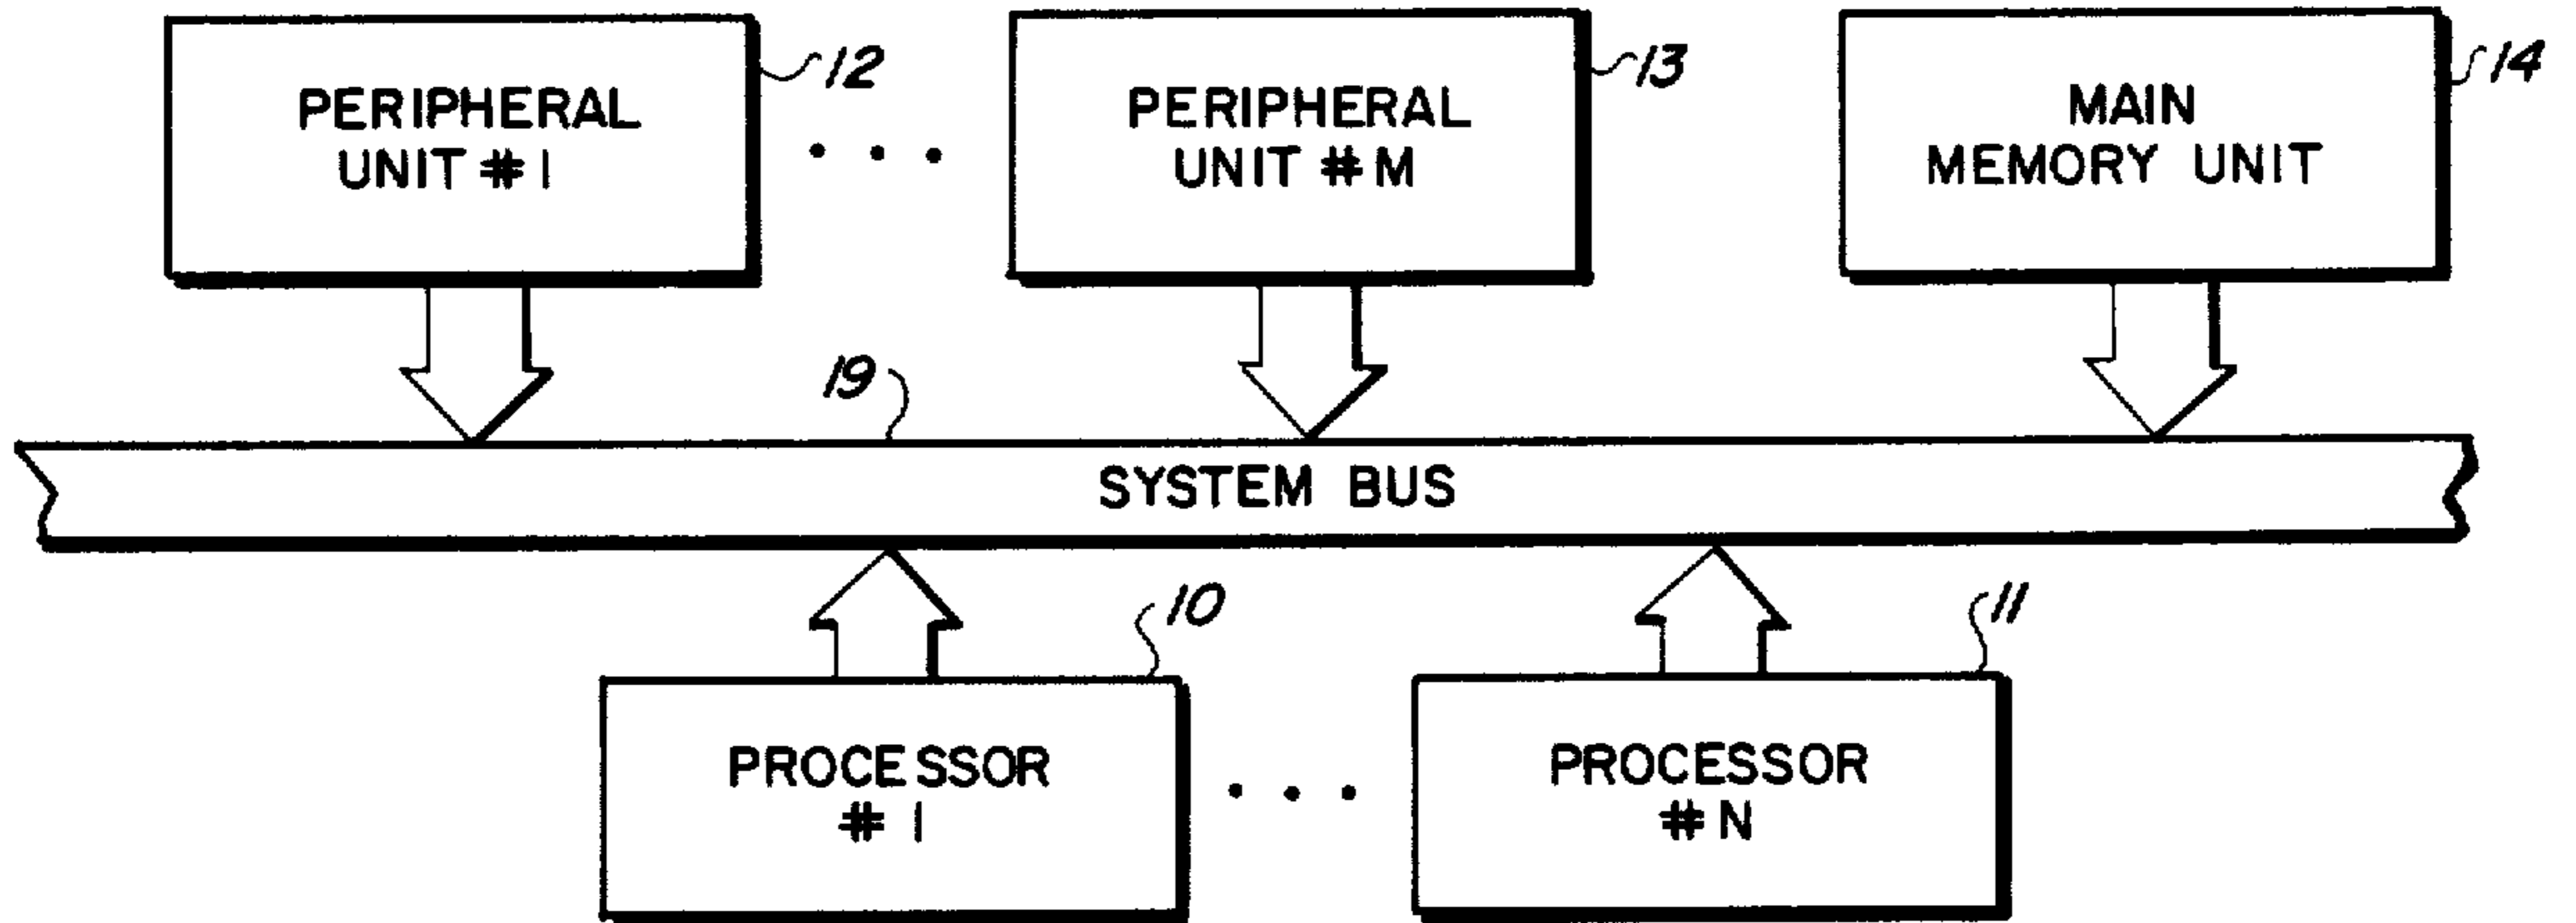 PERIPHERAL
UNIT # 1
12
PERIPHERAL
UNIT # M
13
MAIN
MEMORY UNIT
14
19
SYSTEM BUS
10
PROCESSOR
# 1
11
PROCESSOR
# N